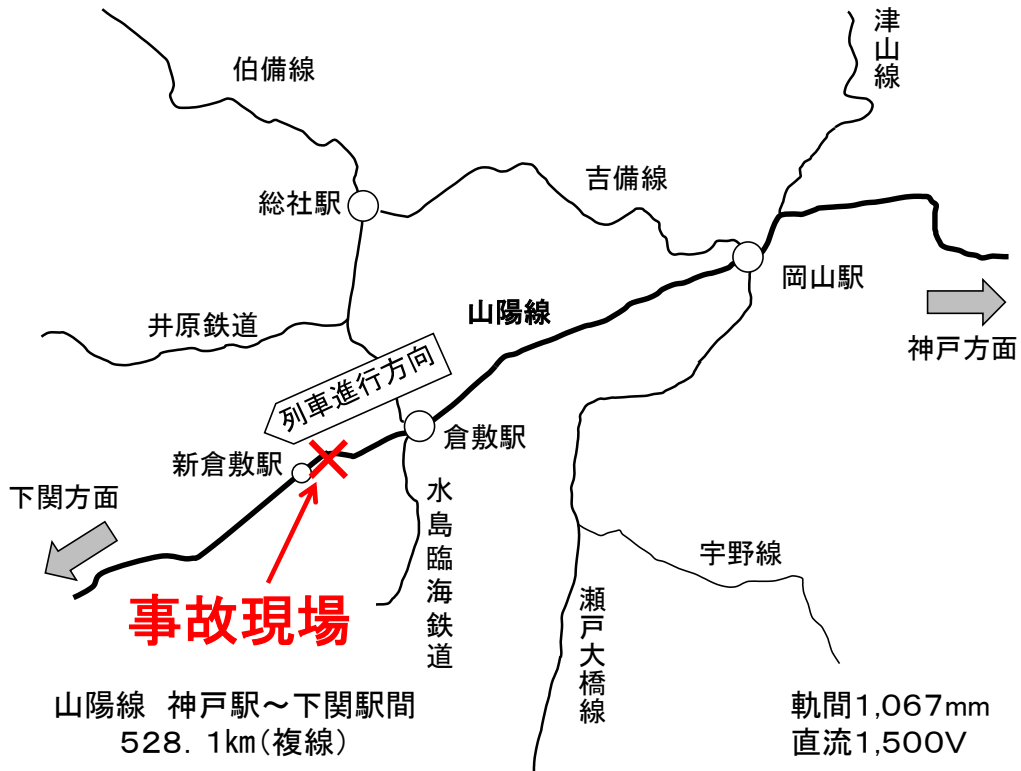 津山線
伯備線
吉備線
総社駅
岡山駅
山陽線
井原鉄道
神戸方面
列車進行方向
倉敷駅
新倉敷駅
下関方面
水島臨海鉄道
宇野線
瀬戸大橋線
事故現場
山陽線 神戸駅~下関駅間
528.1km(複線)
軌間1,067mm
直流1,500V